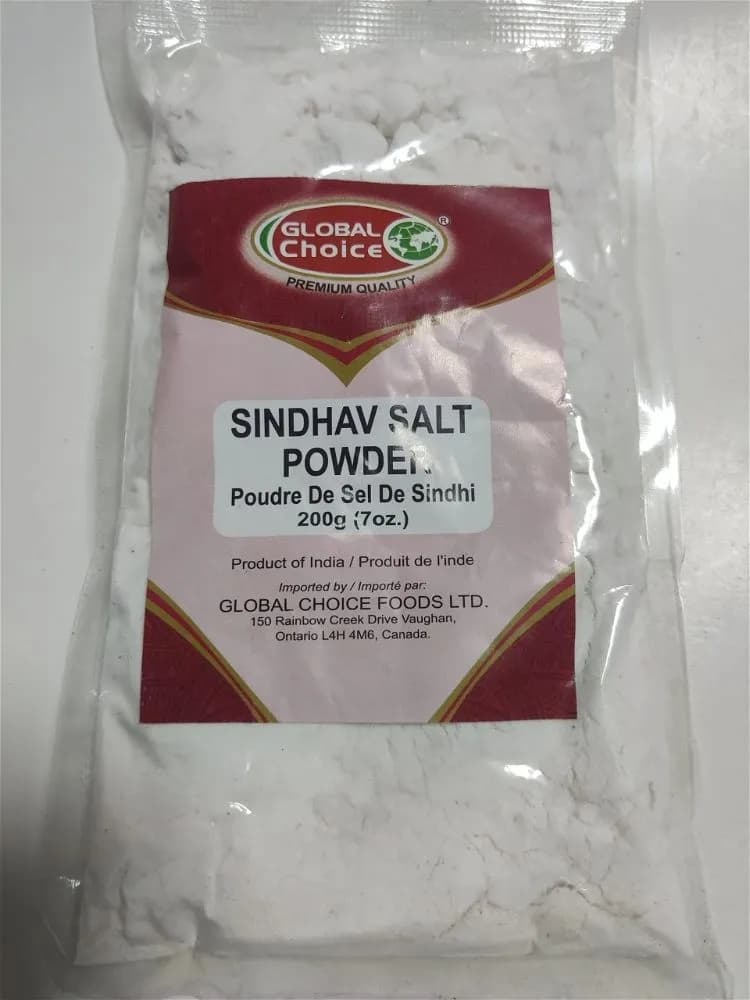 GLOBAL
Choice
®
PREMIUM QUALITY
SINDHAV SALT
POWDER
Poudre De Sel De Sindhi
200g (7oz.)
Product of India / Produit de l'inde
Imported by / Importé par:
GLOBAL CHOICE FOODS LTD.
150 Rainbow Creek Drive Vaughan,
Ontario L4H 4M6, Canada.